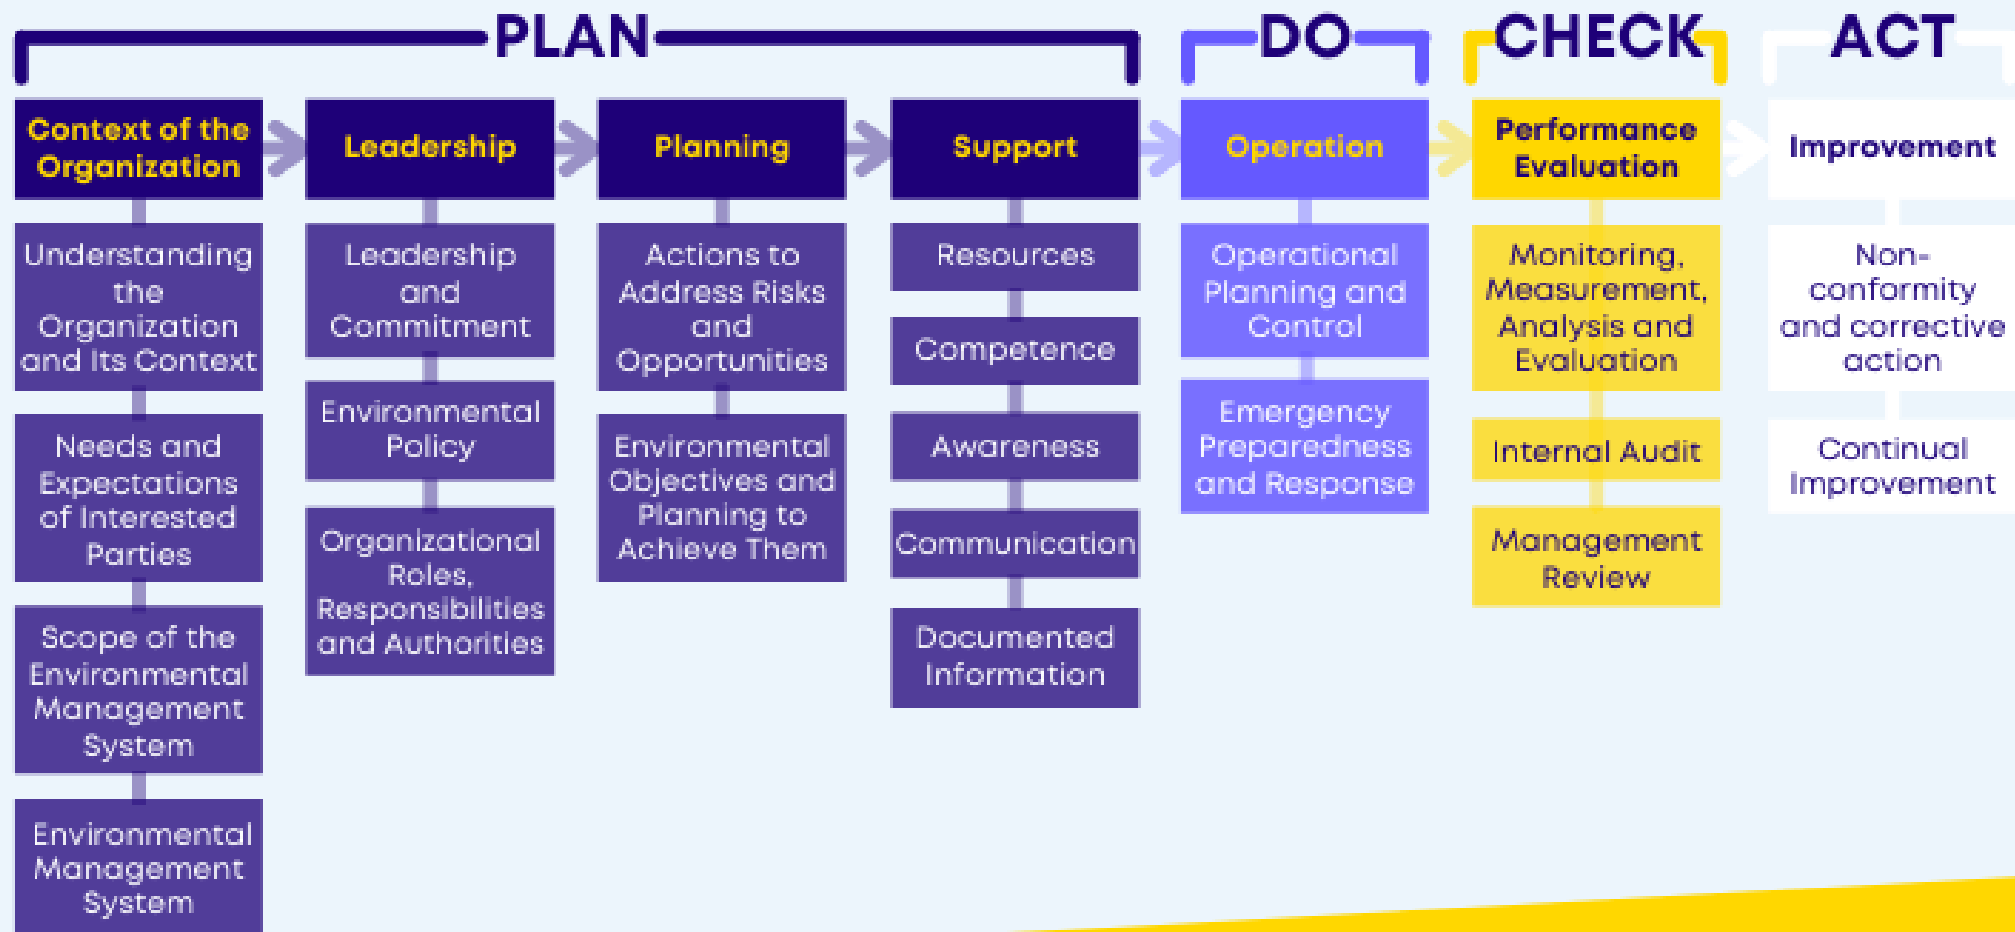 PLAN
DO
CHECK
ACT
Context of the
Organization
Leadership
Planning
Support
Operation
Performance
Evaluation
Improvement
Understanding
the
Organization
and Its Context
Needs and
Expectations
of Interested
Parties
Scope of the
Environmental
Management
System
Environmental
Management
System
Leadership
and
Commitment
Environmental
Policy
Organizational
Roles,
Responsibilities
and Authorities
Actions to
Address Risks
and
Opportunities
Environmental
Objectives and
Planning to
Achieve Them
Resources
Competence
Awareness
Communication
Documented
Information
Operational
Planning and
Control
Emergency
Preparedness
and Response
Monitoring,
Measurement,
Analysis and
Evaluation
Internal Audit
Management
Review
Non-
conformity
and corrective
action
Continual
Improvement